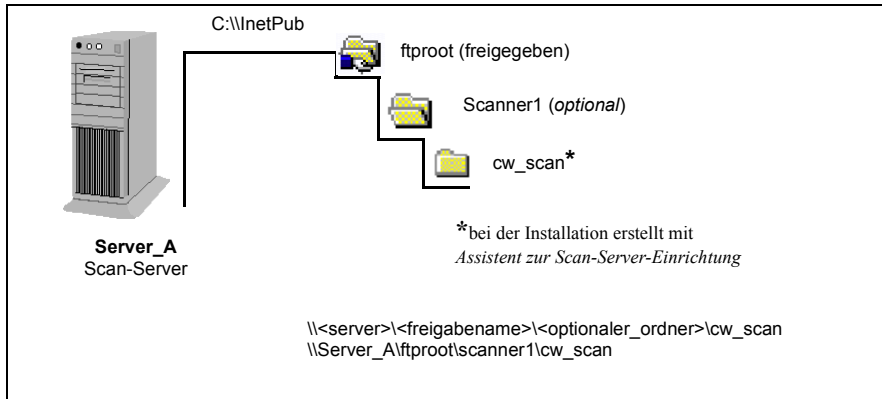 C:\\InetPub
ftproot (freigegeben)
Scanner1 (optional)
cw_scan*
*bei der Installation erstellt mit
Assistent zur Scan-Server-Einrichtung
Server_A
Scan-Server
\\<server>\<freigabename>\<optionaler_ordner>\cw_scan
\\Server_A\ftproot\scanner1\cw_scan